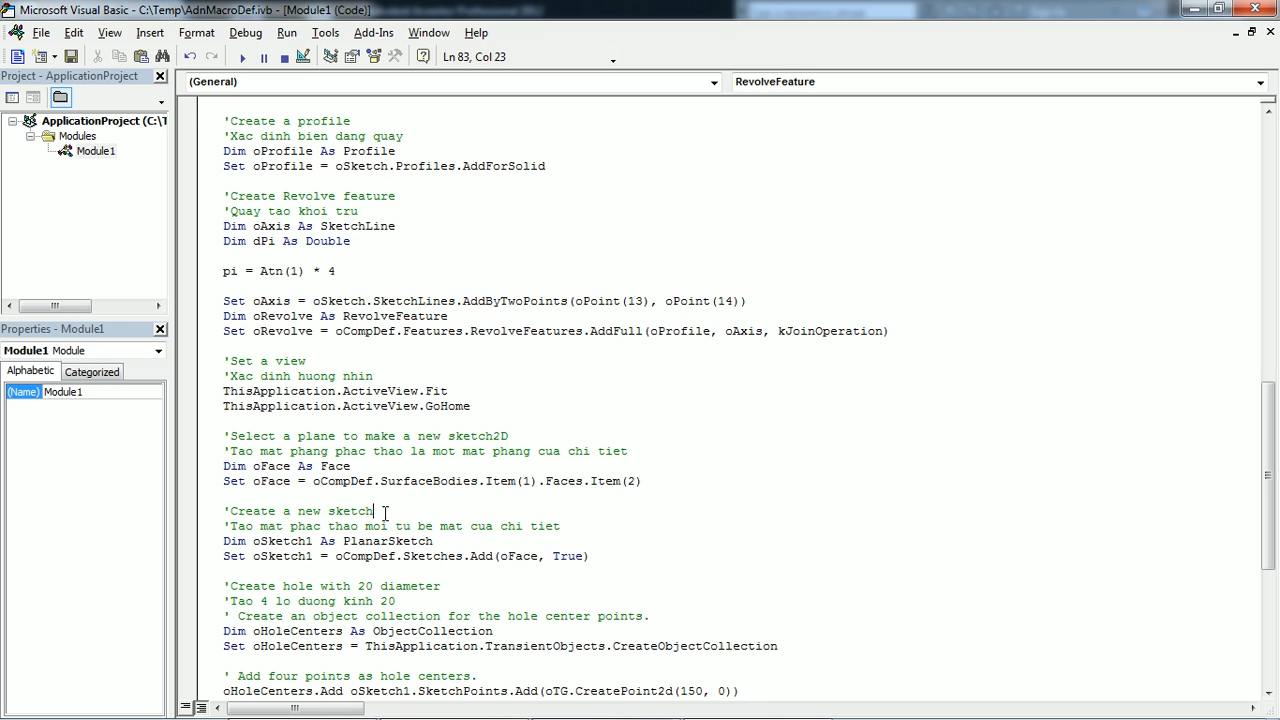 Microsoft Visual Basic - C:\Temp\AdnMacroDef.ivb - [Module1 (Code)]
File Edit View Insert Format Debug Run Tools Add-Ins Window Help
Ln 83, Col 23
Project - ApplicationProject
(General)
RevolveFeature
ApplicationProject (C:\T
Modules
Module1
Properties - Module1
Module1 Module
Alphabetic Categorized
(Name) Module1
'Create a profile
'Xac dinh bien dang quay
Dim oProfile As Profile
Set oProfile = oSketch.Profiles.AddForSolid
'Create Revolve feature
'Quay tao khoi tru
Dim oAxis As SketchLine
Dim dPi As Double
pi = Atn(1) * 4
Set oAxis = oSketch.SketchLines.AddByTwoPoints(oPoint(13), oPoint(14))
Dim oRevolve As RevolveFeature
Set oRevolve = oCompDef.Features.RevolveFeatures.AddFull(oProfile, oAxis, kJoinOperation)
'Set a view
'Xac dinh huong nhin
ThisApplication.ActiveView.Fit
ThisApplication.ActiveView.GoHome
'Select a plane to make a new sketch2D
'Tao mat phang phac thao la mot mat phang cua chi tiet
Dim oFace As Face
Set oFace = oCompDef.SurfaceBodies.Item(1).Faces.Item(2)
'Create a new sketch
'Tao mat phac thao moi tu be mat cua chi tiet
Dim oSketch1 As PlanarSketch
Set oSketch1 = oCompDef.Sketches.Add(oFace, True)
'Create hole with 20 diameter
'Tao 4 lo duong kinh 20
' Create an object collection for the hole center points.
Dim oHoleCenters As ObjectCollection
Set oHoleCenters = ThisApplication.TransientObjects.CreateObjectCollection
' Add four points as hole centers.
oHoleCenters.Add oSketch1.SketchPoints.Add(oTG.CreatePoint2d(150, 0))